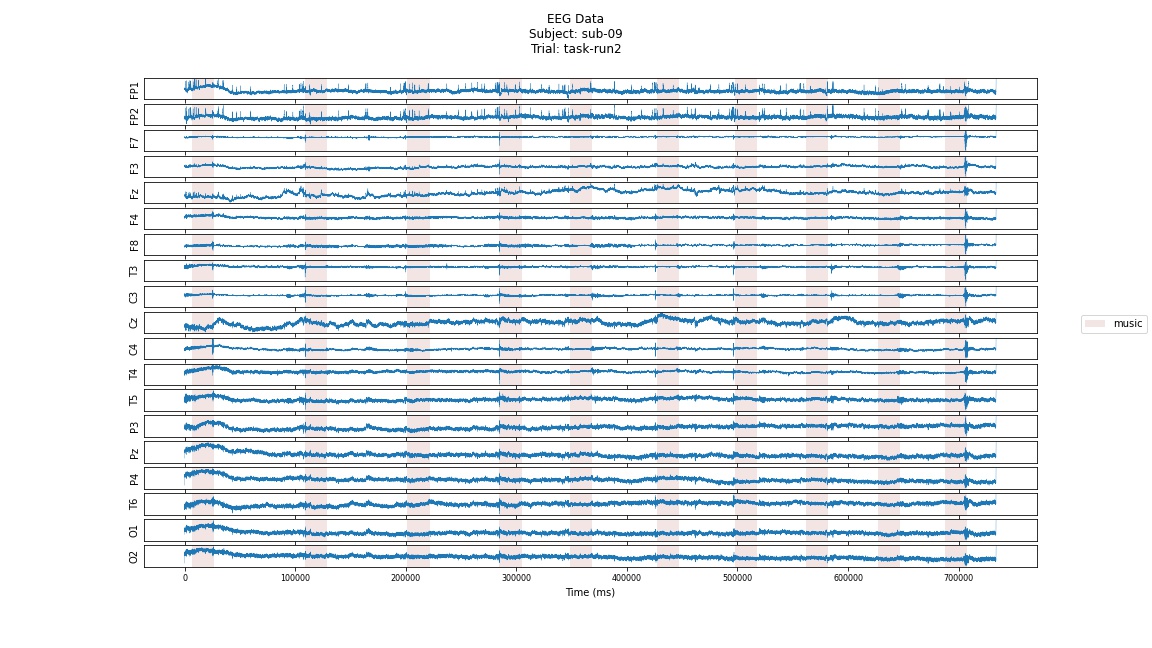 EEG Data
Subject: sub-09
Trial: task-run2
FP1
FP2
F7
F3
Fz
F4
F8
T3
C3
Cz
C4
T4
T5
P3
Pz
P4
T6
O1
O2
music
0 100000 200000 300000 400000 500000 600000 700000
Time (ms)